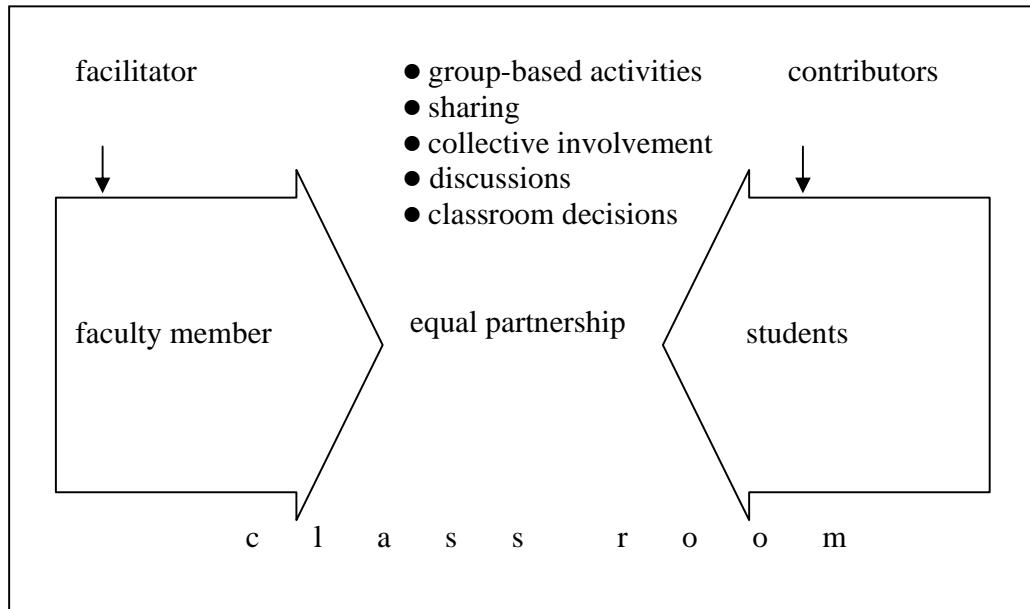 facilitator
● group-based activities
● sharing
● collective involvement
● discussions
● classroom decisions
contributors
faculty member
equal partnership
students
c l a s s r o o m